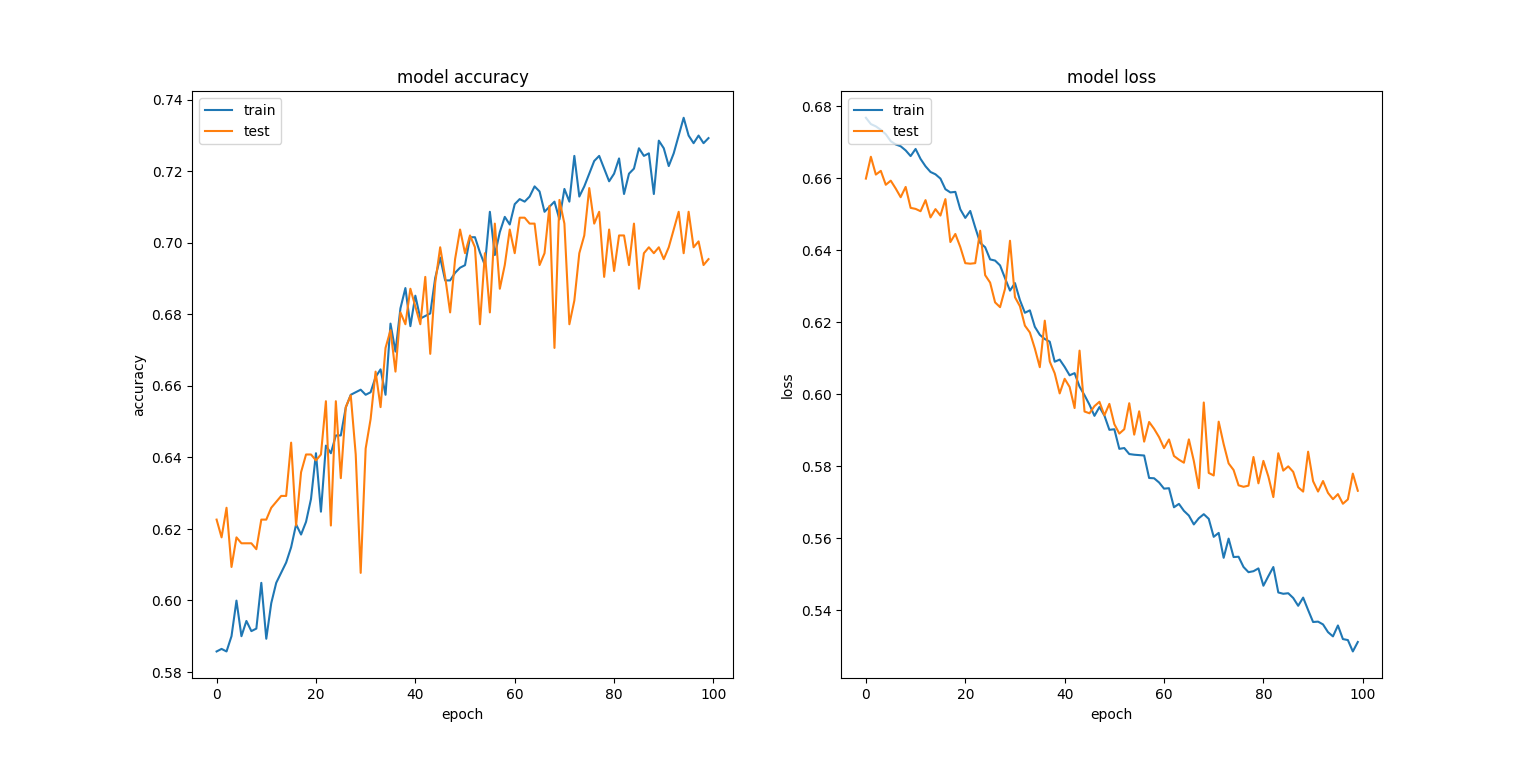 model accuracy
train
test
0.74
0.72
0.70
0.68
0.66
0.64
0.62
0.60
0.58
accuracy
0 20 40 60 80 100
epoch
model loss
train
test
0.68
0.66
0.64
0.62
0.60
0.58
0.56
0.54
loss
0 20 40 60 80 100
epoch